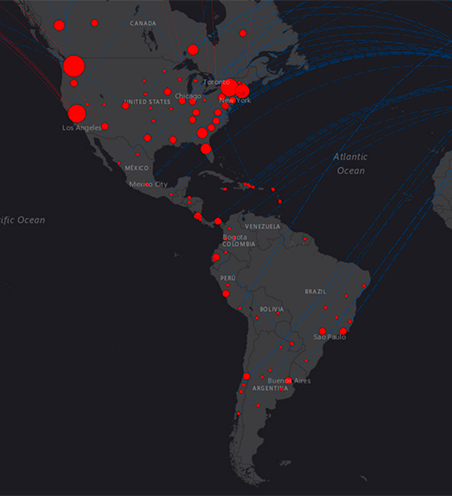 CANADA
Toronto
Chicago
New York
UNITED STATES
Los Angeles
Atlantic
Ocean
MÉXICO
Mexico City
ific Ocean
VENEZUELA
Bogota
COLOMBIA
PERÚ
BRAZIL
BOLIVIA
Sao Paulo
Buenos Aires
ARGENTINA